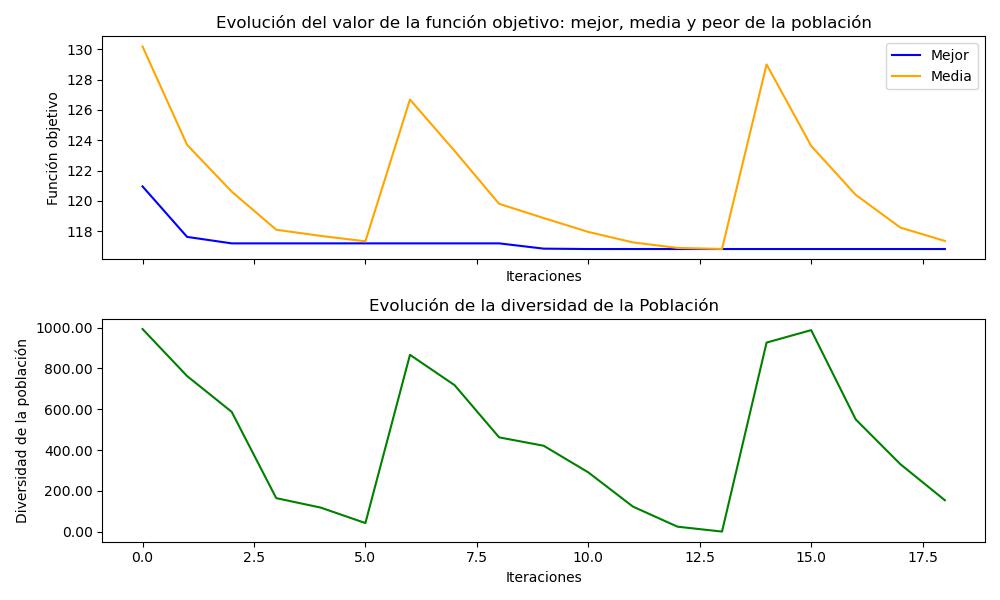 Evolución del valor de la función objetivo: mejor, media y peor de la población
Función objetivo
130
128
126
124
122
120
118
Mejor
Media
Iteraciones
Evolución de la diversidad de la Población
Diversidad de la población
1000.00
800.00
600.00
400.00
200.00
0.00
0.0 2.5 5.0 7.5 10.0 12.5 15.0 17.5
Iteraciones